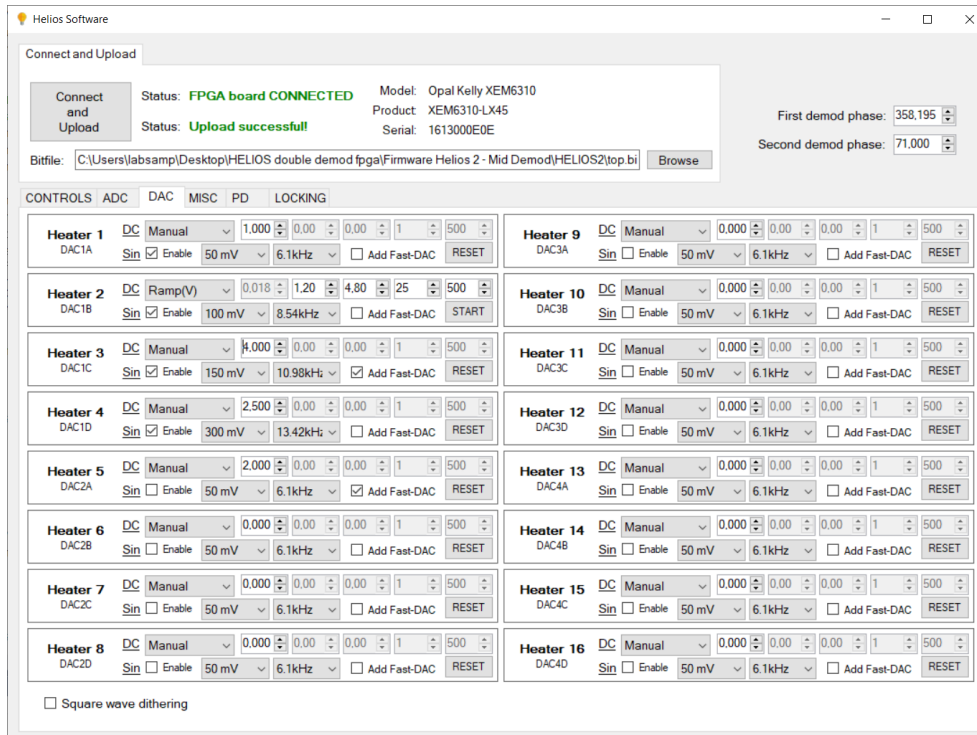 Helios Software
Connect and Upload
Connect and Upload
Status: FPGA board CONNECTED
Status: Upload successful!
Model: Opal Kelly XEM6310
Product: XEM6310-LX45
Serial: 1613000E0E
First demod phase: 358,195
Second demod phase: 71,000
Bitfile: C:\Users\labsamp\Desktop\HELIOS double demod fpga\Firmware Helios 2 - Mid Demod\HELIOS2\top.bi Browse
CONTROLS ADC DAC MISC PD LOCKING
Heater 1 DC Manual 1,000 0,00 0,00 1 500
DAC1A Sin Enable 50 mV 6.1kHz Add Fast-DAC RESET
Heater 2 DC Ramp(V) 0,018 1,20 4,80 25 500
DAC1B Sin Enable 100 mV 8.54kHz Add Fast-DAC START
Heater 3 DC Manual 4,000 0,00 0,00 1 500
DAC1C Sin Enable 150 mV 10.98kHz Add Fast-DAC RESET
Heater 4 DC Manual 2,500 0,00 0,00 1 500
DAC1D Sin Enable 300 mV 13.42kHz Add Fast-DAC RESET
Heater 5 DC Manual 2,000 0,00 0,00 1 500
DAC2A Sin Enable 50 mV 6.1kHz Add Fast-DAC RESET
Heater 6 DC Manual 0,000 0,00 0,00 1 500
DAC2B Sin Enable 50 mV 6.1kHz Add Fast-DAC RESET
Heater 7 DC Manual 0,000 0,00 0,00 1 500
DAC2C Sin Enable 50 mV 6.1kHz Add Fast-DAC RESET
Heater 8 DC Manual 0,000 0,00 0,00 1 500
DAC2D Sin Enable 50 mV 6.1kHz Add Fast-DAC RESET
Heater 9 DC Manual 0,000 0,00 0,00 1 500
DAC3A Sin Enable 50 mV 6.1kHz Add Fast-DAC RESET
Heater 10 DC Manual 0,000 0,00 0,00 1 500
DAC3B Sin Enable 50 mV 6.1kHz Add Fast-DAC RESET
Heater 11 DC Manual 0,000 0,00 0,00 1 500
DAC3C Sin Enable 50 mV 6.1kHz Add Fast-DAC RESET
Heater 12 DC Manual 0,000 0,00 0,00 1 500
DAC3D Sin Enable 50 mV 6.1kHz Add Fast-DAC RESET
Heater 13 DC Manual 0,000 0,00 0,00 1 500
DAC4A Sin Enable 50 mV 6.1kHz Add Fast-DAC RESET
Heater 14 DC Manual 0,000 0,00 0,00 1 500
DAC4B Sin Enable 50 mV 6.1kHz Add Fast-DAC RESET
Heater 15 DC Manual 0,000 0,00 0,00 1 500
DAC4C Sin Enable 50 mV 6.1kHz Add Fast-DAC RESET
Heater 16 DC Manual 0,000 0,00 0,00 1 500
DAC4D Sin Enable 50 mV 6.1kHz Add Fast-DAC RESET
Square wave dithering